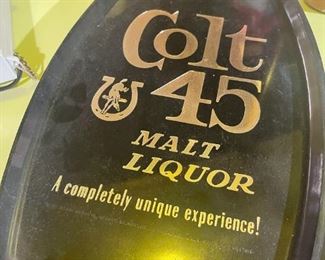 Colt
45
MALT
LIQUOR
A completely unique experience!